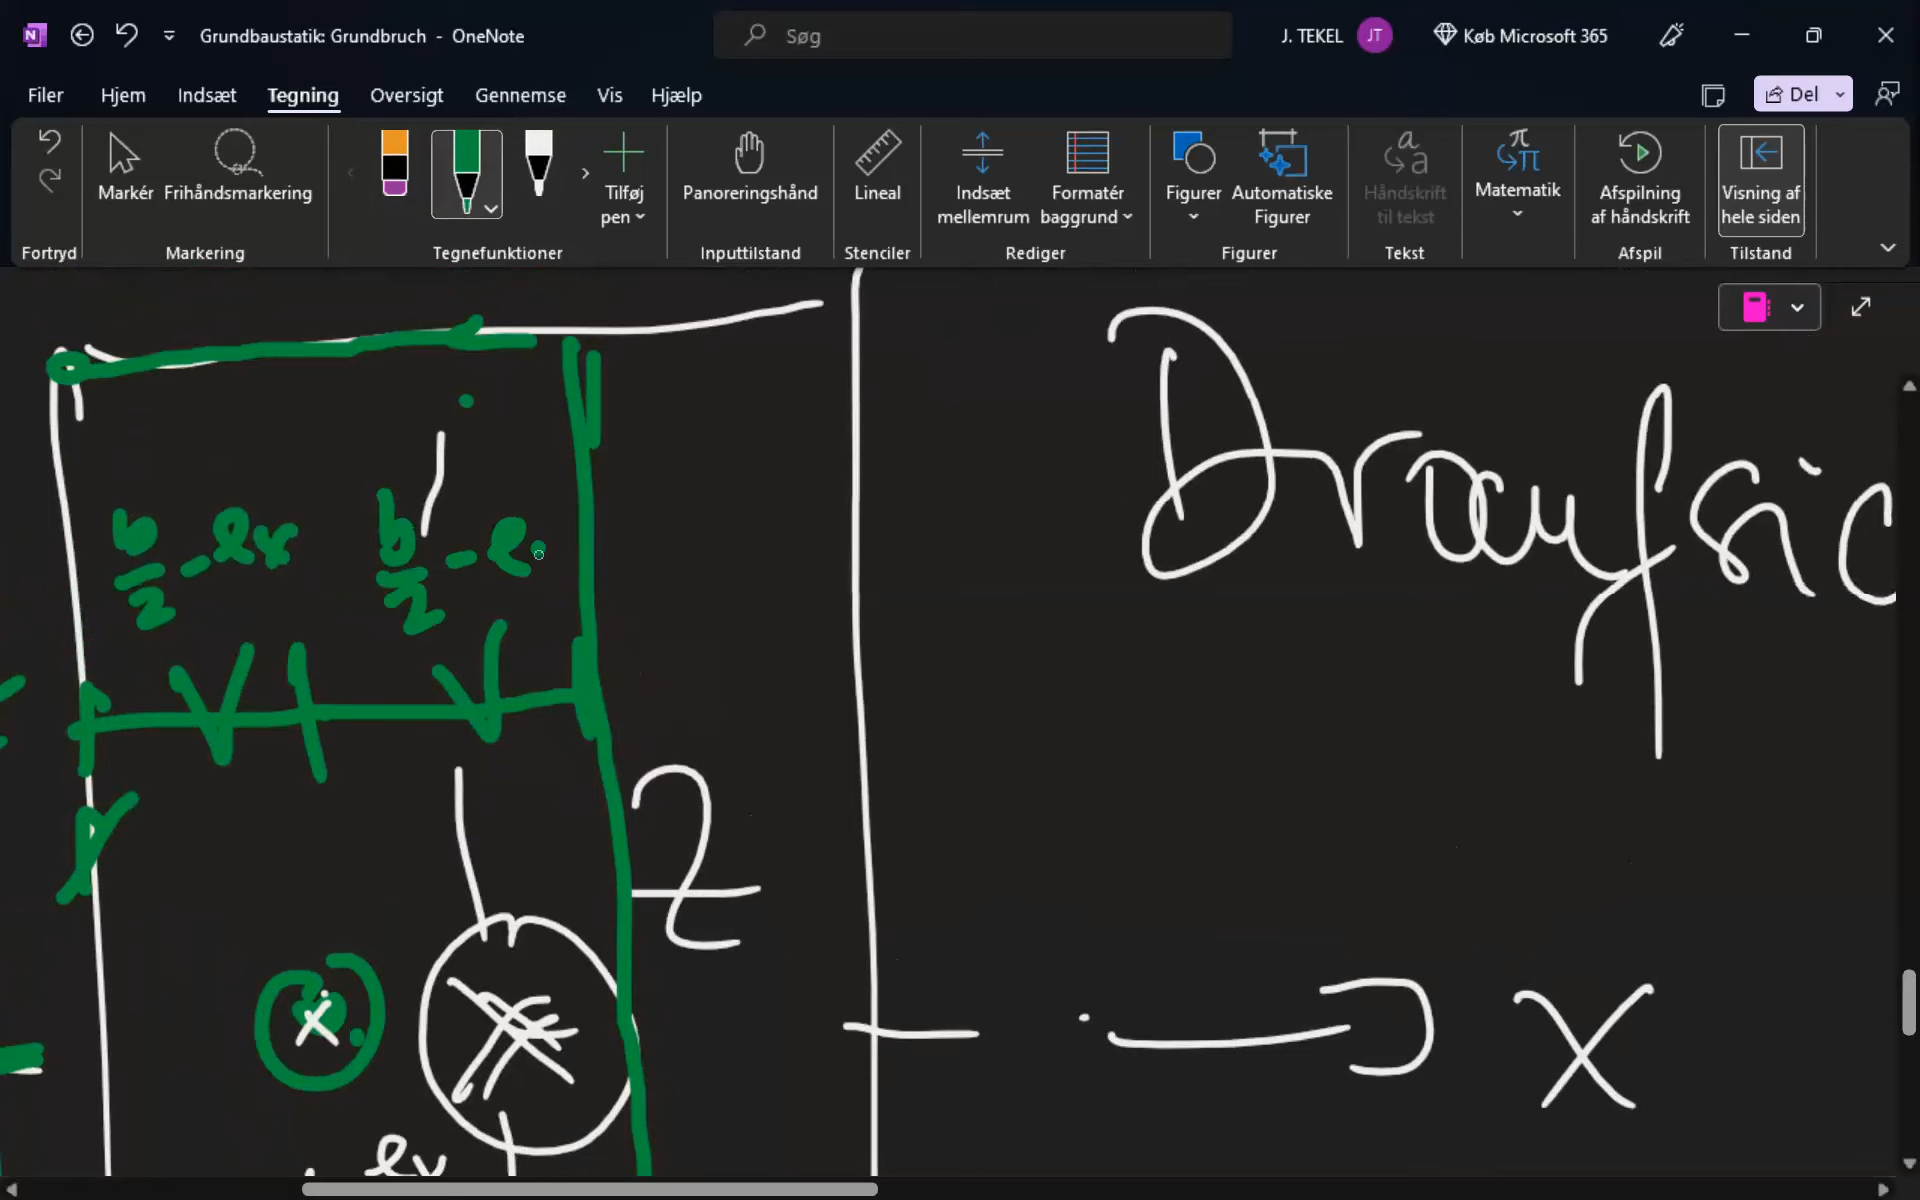 Grundbaustatik: Grundbruch - OneNote
Søg
J. TEKEL JT
Køb Microsoft 365
Filer Hjem Indsæt Tegning Oversigt Gennemse Vis Hjælp
Del
Markér Frihåndsmarkering
Tilføj pen
Panoreringshånd
Lineal
Indsæt mellemrum
Formatér baggrund
Figurer
Automatiske Figurer
Håndskrift til tekst
Matematik
Afspilning af håndskrift
Visning af hele siden
Fortryd Markering Tegnefunktioner Inputtilstand Stenciler Rediger Figurer Tekst Afspil Tilstand
Draufsic
b/2 - ex b/2 - e
z
x
x
ex